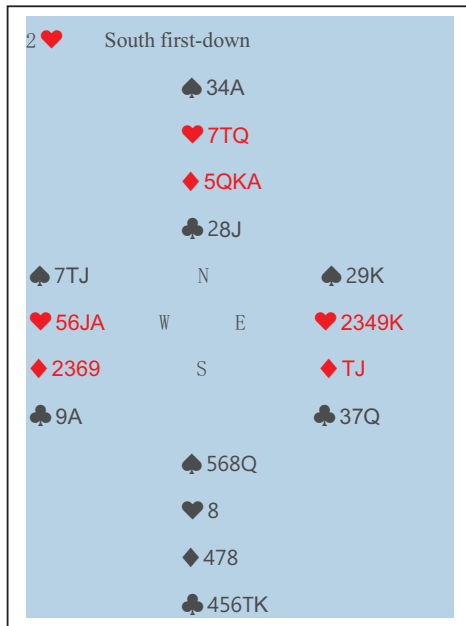 2♥ South first-down
♠34A
♥7TQ
♦5QKA
♣28J
♠7TJ N ♠29K
♥56JA W E ♥2349K
♦2369 S ♦TJ
♣9A ♣37Q
♠568Q
♥8
♦478
♣456TK